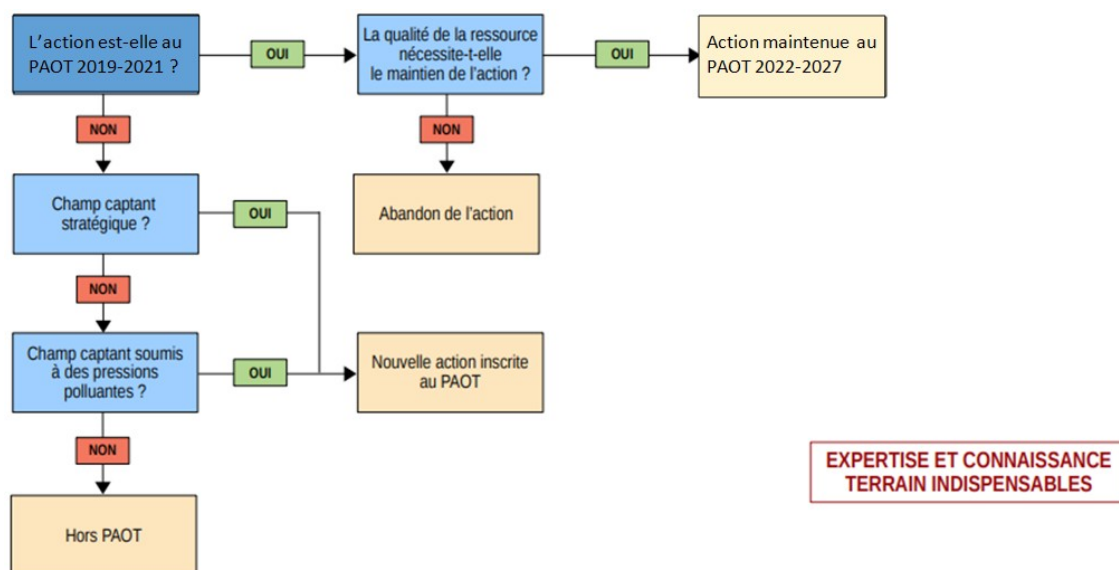 L'action est-elle au
PAOT 2019-2021 ?
OUI
La qualité de la ressource
nécessite-t-elle
le maintien de l'action ?
OUI
Action maintenue au
PAOT 2022-2027
NON
NON
Champ captant
stratégique ?
OUI
Abandon de l'action
NON
Champ captant soumis
à des pressions
polluantes ?
OUI
Nouvelle action inscrite
au PAOT
NON
EXPERTISE ET CONNAISSANCE
TERRAIN INDISPENSABLES
Hors PAOT